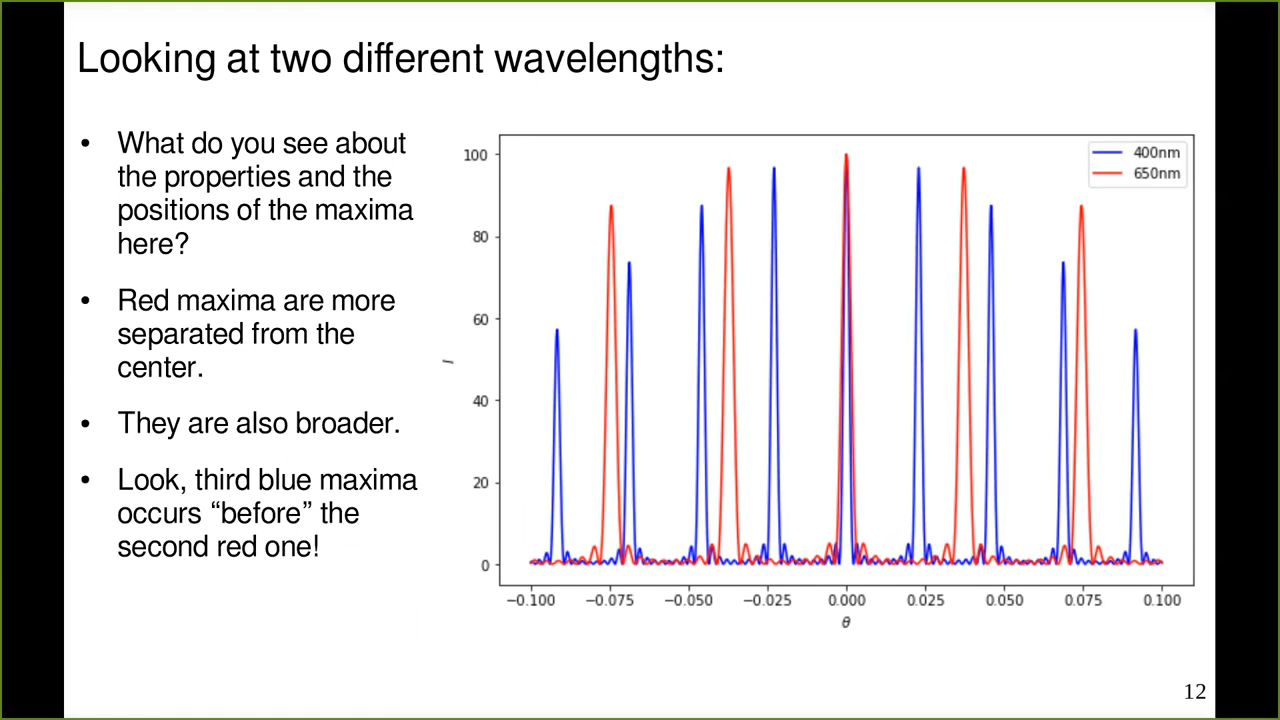 Looking at two different wavelengths:
• What do you see about
the properties and the
positions of the maxima
here?
• Red maxima are more
separated from the
center.
• They are also broader.
• Look, third blue maxima
occurs “before” the
second red one!
400nm
650nm
100
80
60
40
20
0
I
−0.100 −0.075 −0.050 −0.025 0.000 0.025 0.050 0.075 0.100
θ
12